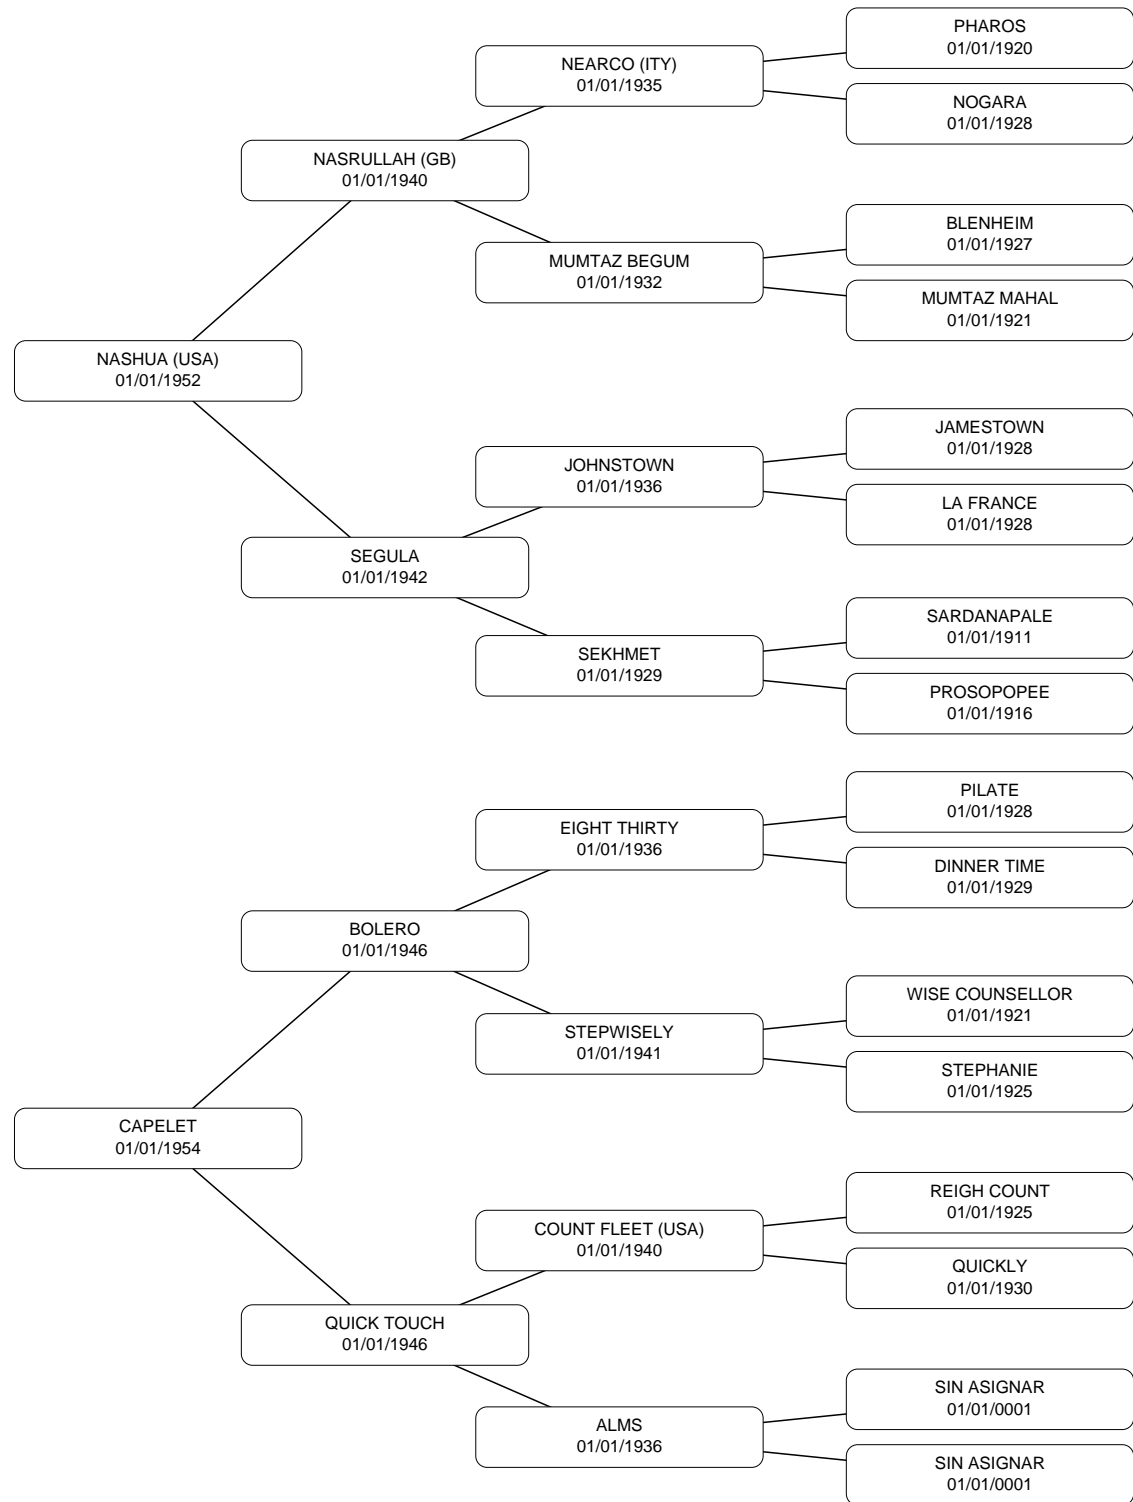 PHAROS
01/01/1920
NEARCO (ITY)
01/01/1935
NOGARA
01/01/1928
NASRULLAH (GB)
01/01/1940
BLENHEIM
01/01/1927
MUMTAZ BEGUM
01/01/1932
MUMTAZ MAHAL
01/01/1921
NASHUA (USA)
01/01/1952
JAMESTOWN
01/01/1928
JOHNSTOWN
01/01/1936
LA FRANCE
01/01/1928
SEGULA
01/01/1942
SARDANAPALE
01/01/1911
SEKHMET
01/01/1929
PROSOPOPEE
01/01/1916
PILATE
01/01/1928
EIGHT THIRTY
01/01/1936
DINNER TIME
01/01/1929
BOLERO
01/01/1946
WISE COUNSELLOR
01/01/1921
STEPWISELY
01/01/1941
STEPHANIE
01/01/1925
CAPELET
01/01/1954
REIGH COUNT
01/01/1925
COUNT FLEET (USA)
01/01/1940
QUICKLY
01/01/1930
QUICK TOUCH
01/01/1946
SIN ASIGNAR
01/01/0001
ALMS
01/01/1936
SIN ASIGNAR
01/01/0001